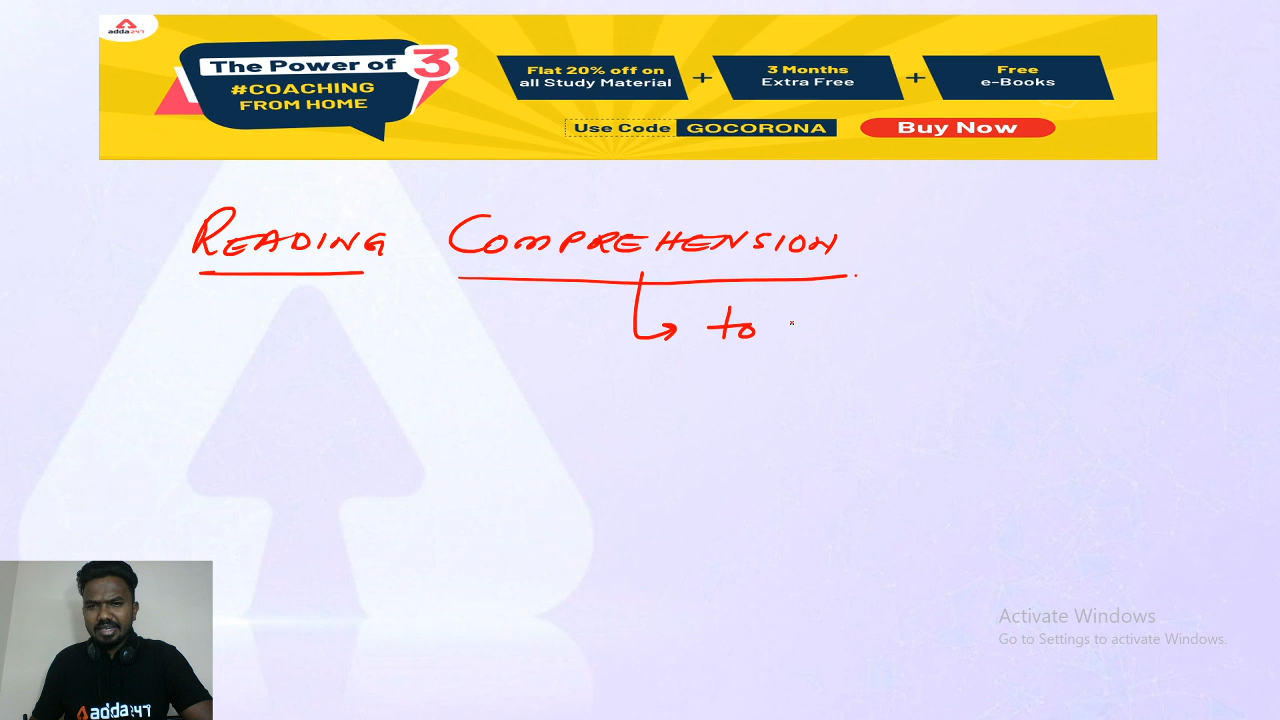 adda247
The Power of 3
#COACHING
FROM HOME
Flat 20% off on
all Study Material
+
3 Months
Extra Free
+
Free
e-Books
Use Code GOCORONA
Buy Now
READING COMPREHENSION
to
Activate Windows
Go to Settings to activate Windows.
adda247